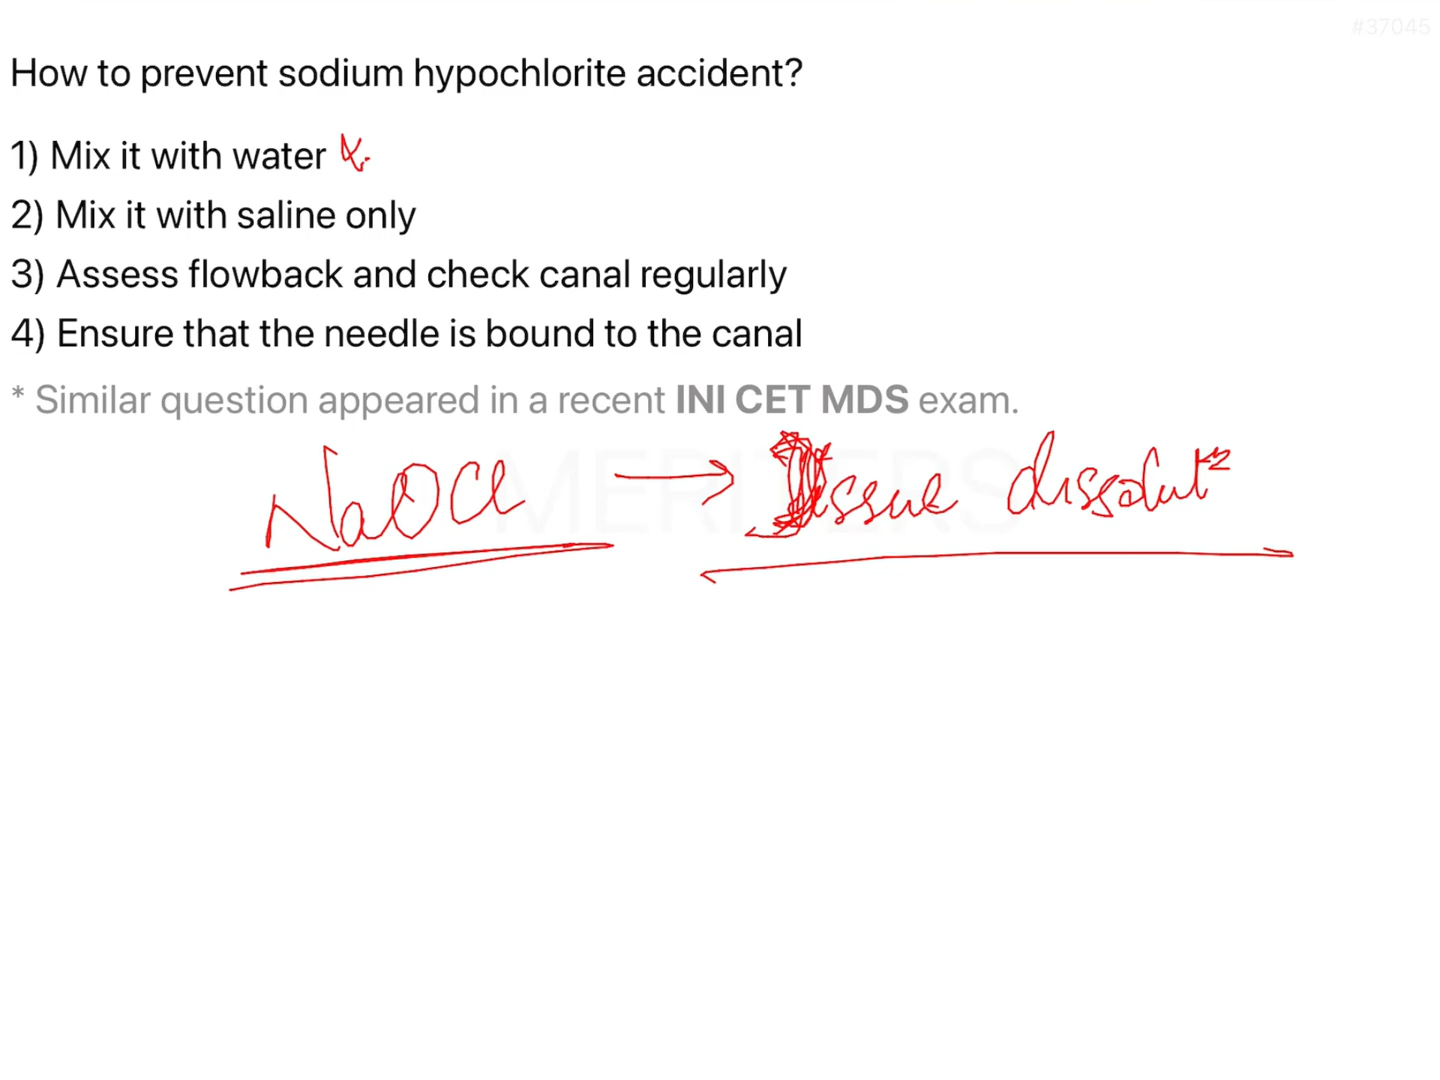 #37045
How to prevent sodium hypochlorite accident?
1) Mix it with water
2) Mix it with saline only
3) Assess flowback and check canal regularly
4) Ensure that the needle is bound to the canal
* Similar question appeared in a recent INI CET MDS exam.
MERITERS
NaOCl → Tissue